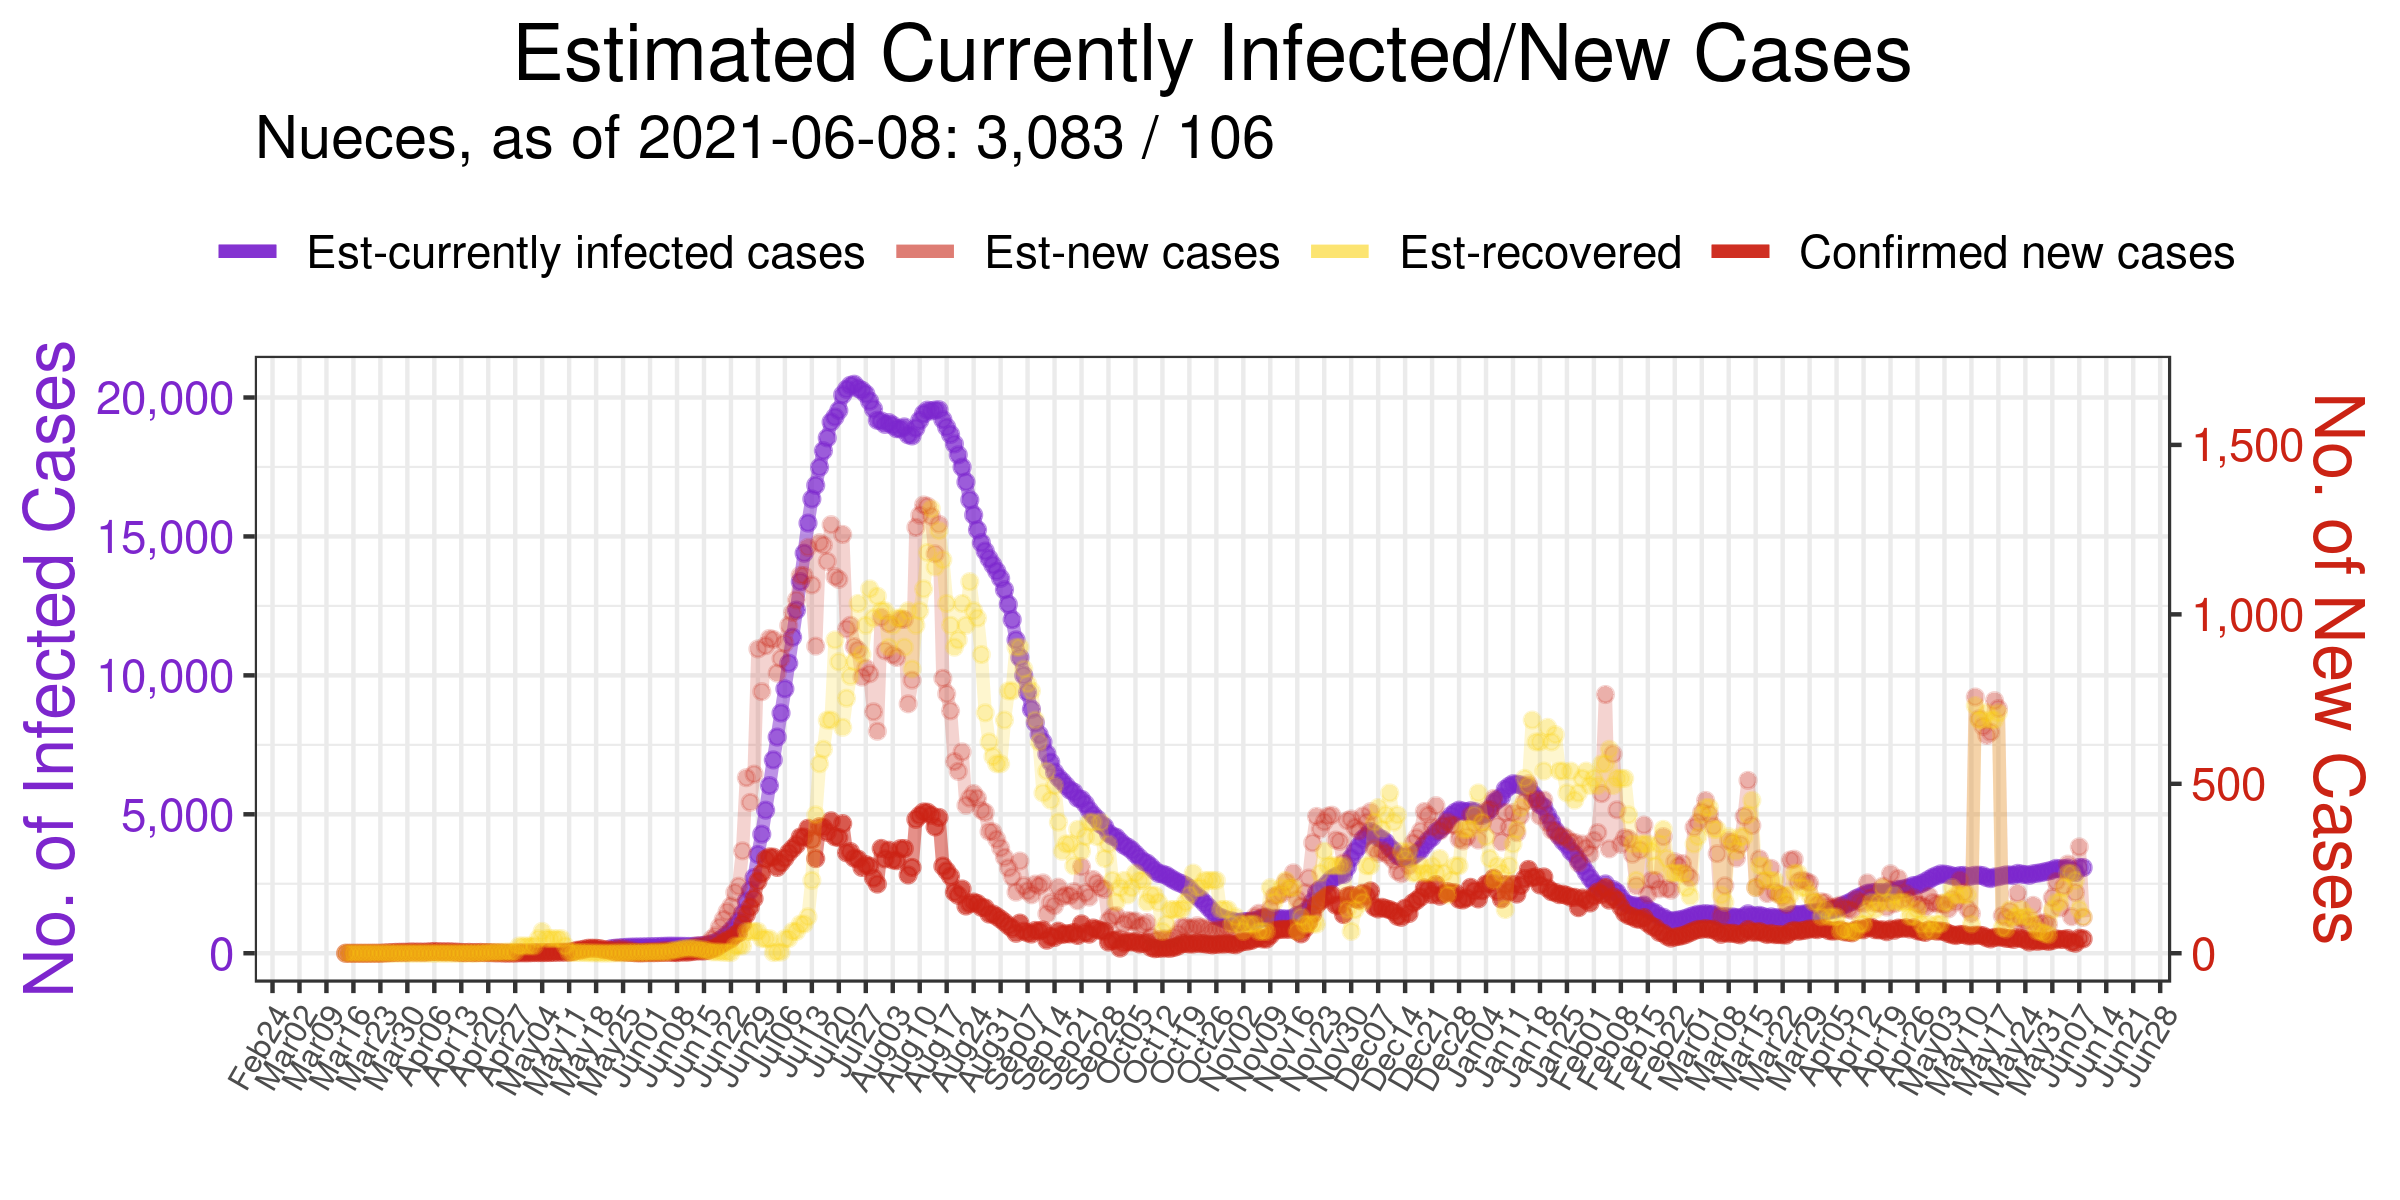 Estimated Currently Infected/New Cases
Nueces, as of 2021-06-08: 3,083 / 106
Est-currently infected cases
Est-new cases
Est-recovered
Confirmed new cases
No. of Infected Cases
20,000
15,000
10,000
5,000
0
1,500
1,000
500
0
No. of New Cases
Feb24
Mar02
Mar09
Mar16
Mar23
Mar30
Apr06
Apr13
Apr20
Apr27
May04
May11
May18
May25
Jun01
Jun08
Jun15
Jun22
Jun29
Jul06
Jul13
Jul20
Jul27
Aug03
Aug10
Aug17
Aug24
Aug31
Sep07
Sep14
Sep21
Sep28
Oct05
Oct12
Oct19
Oct26
Nov02
Nov09
Nov16
Nov23
Nov30
Dec07
Dec14
Dec21
Dec28
Jan04
Jan11
Jan18
Jan25
Feb01
Feb08
Feb15
Feb22
Mar01
Mar08
Mar15
Mar22
Mar29
Apr05
Apr12
Apr19
Apr26
May03
May10
May17
May24
May31
Jun07
Jun14
Jun21
Jun28